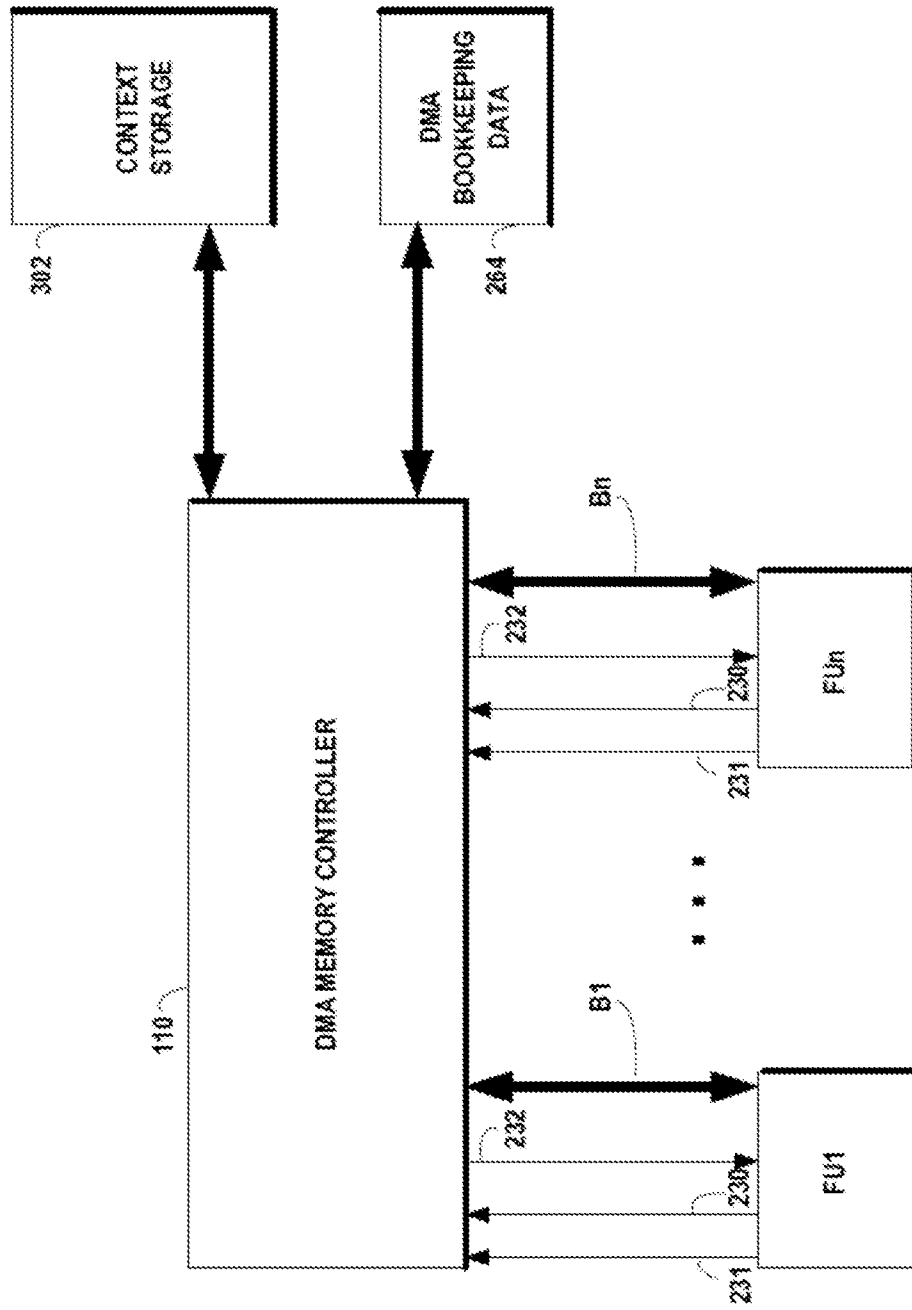 302
CONTEXT
STORAGE
264
DMA
BOOKKEEPING
DATA
110
DMA MEMORY CONTROLLER
231
230
232
B1
231
230
232
Bn
FU1
FUn